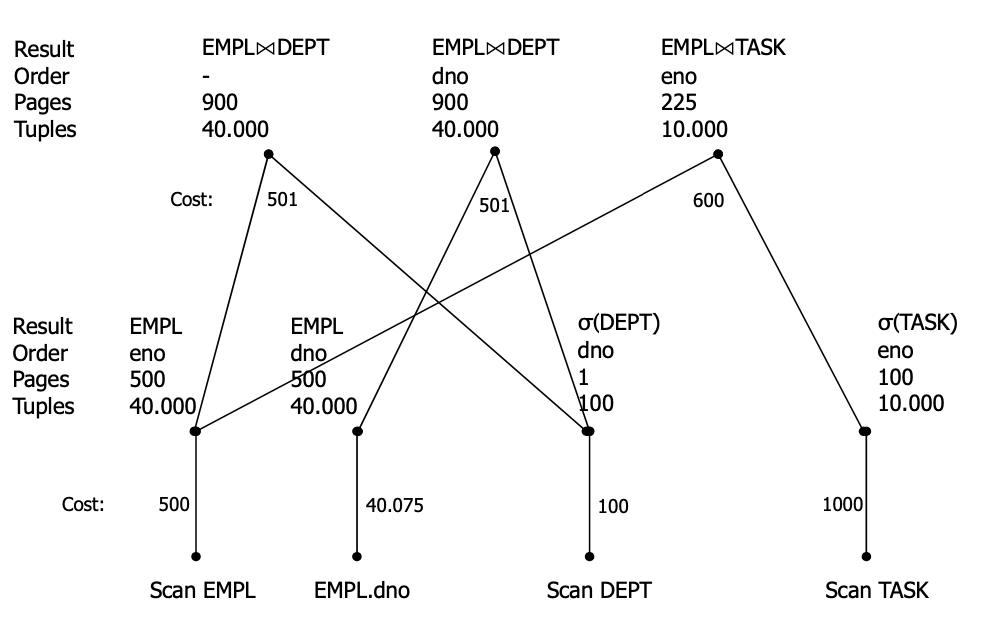 Result EMPL⋈DEPT EMPL⋈DEPT EMPL⋈TASK
Order - dno eno
Pages 900 900 225
Tuples 40.000 40.000 10.000
Cost: 501 501 600
Result EMPL EMPL σ(DEPT) σ(TASK)
Order eno dno dno eno
Pages 500 500 1 100
Tuples 40.000 40.000 100 10.000
Cost: 500 40.075 100 1000
Scan EMPL EMPL.dno Scan DEPT Scan TASK